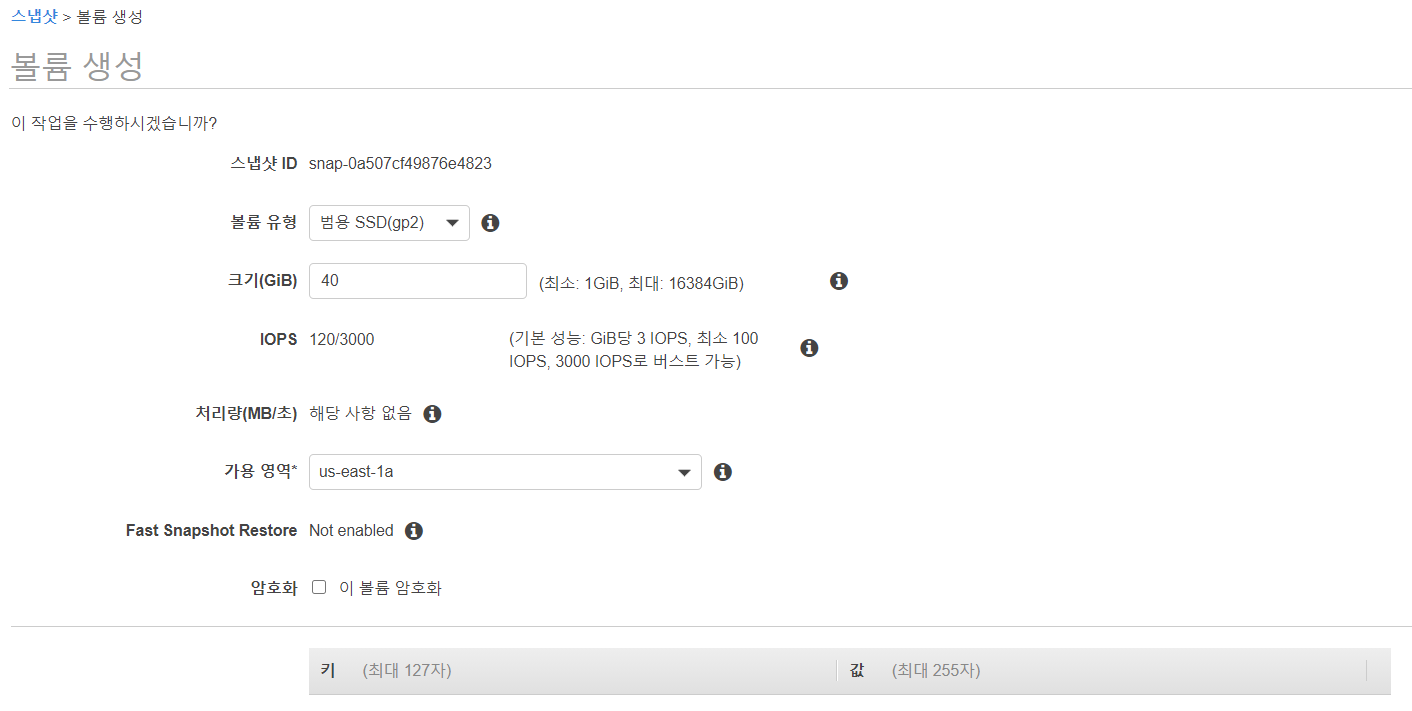 스냅샷 > 볼륨 생성
볼륨 생성
이 작업을 수행하시겠습니까?
스냅샷 ID snap-0a507cf49876e4823
볼륨 유형 범용 SSD(gp2)
크기(GiB) 40 (최소: 1GiB, 최대: 16384GiB)
IOPS 120/3000 (기본 성능: GiB당 3 IOPS, 최소 100
IOPS, 3000 IOPS로 버스트 가능)
처리량(MB/초) 해당 사항 없음
가용 영역* us-east-1a
Fast Snapshot Restore Not enabled
암호화 이 볼륨 암호화
키 (최대 127자) 값 (최대 255자)